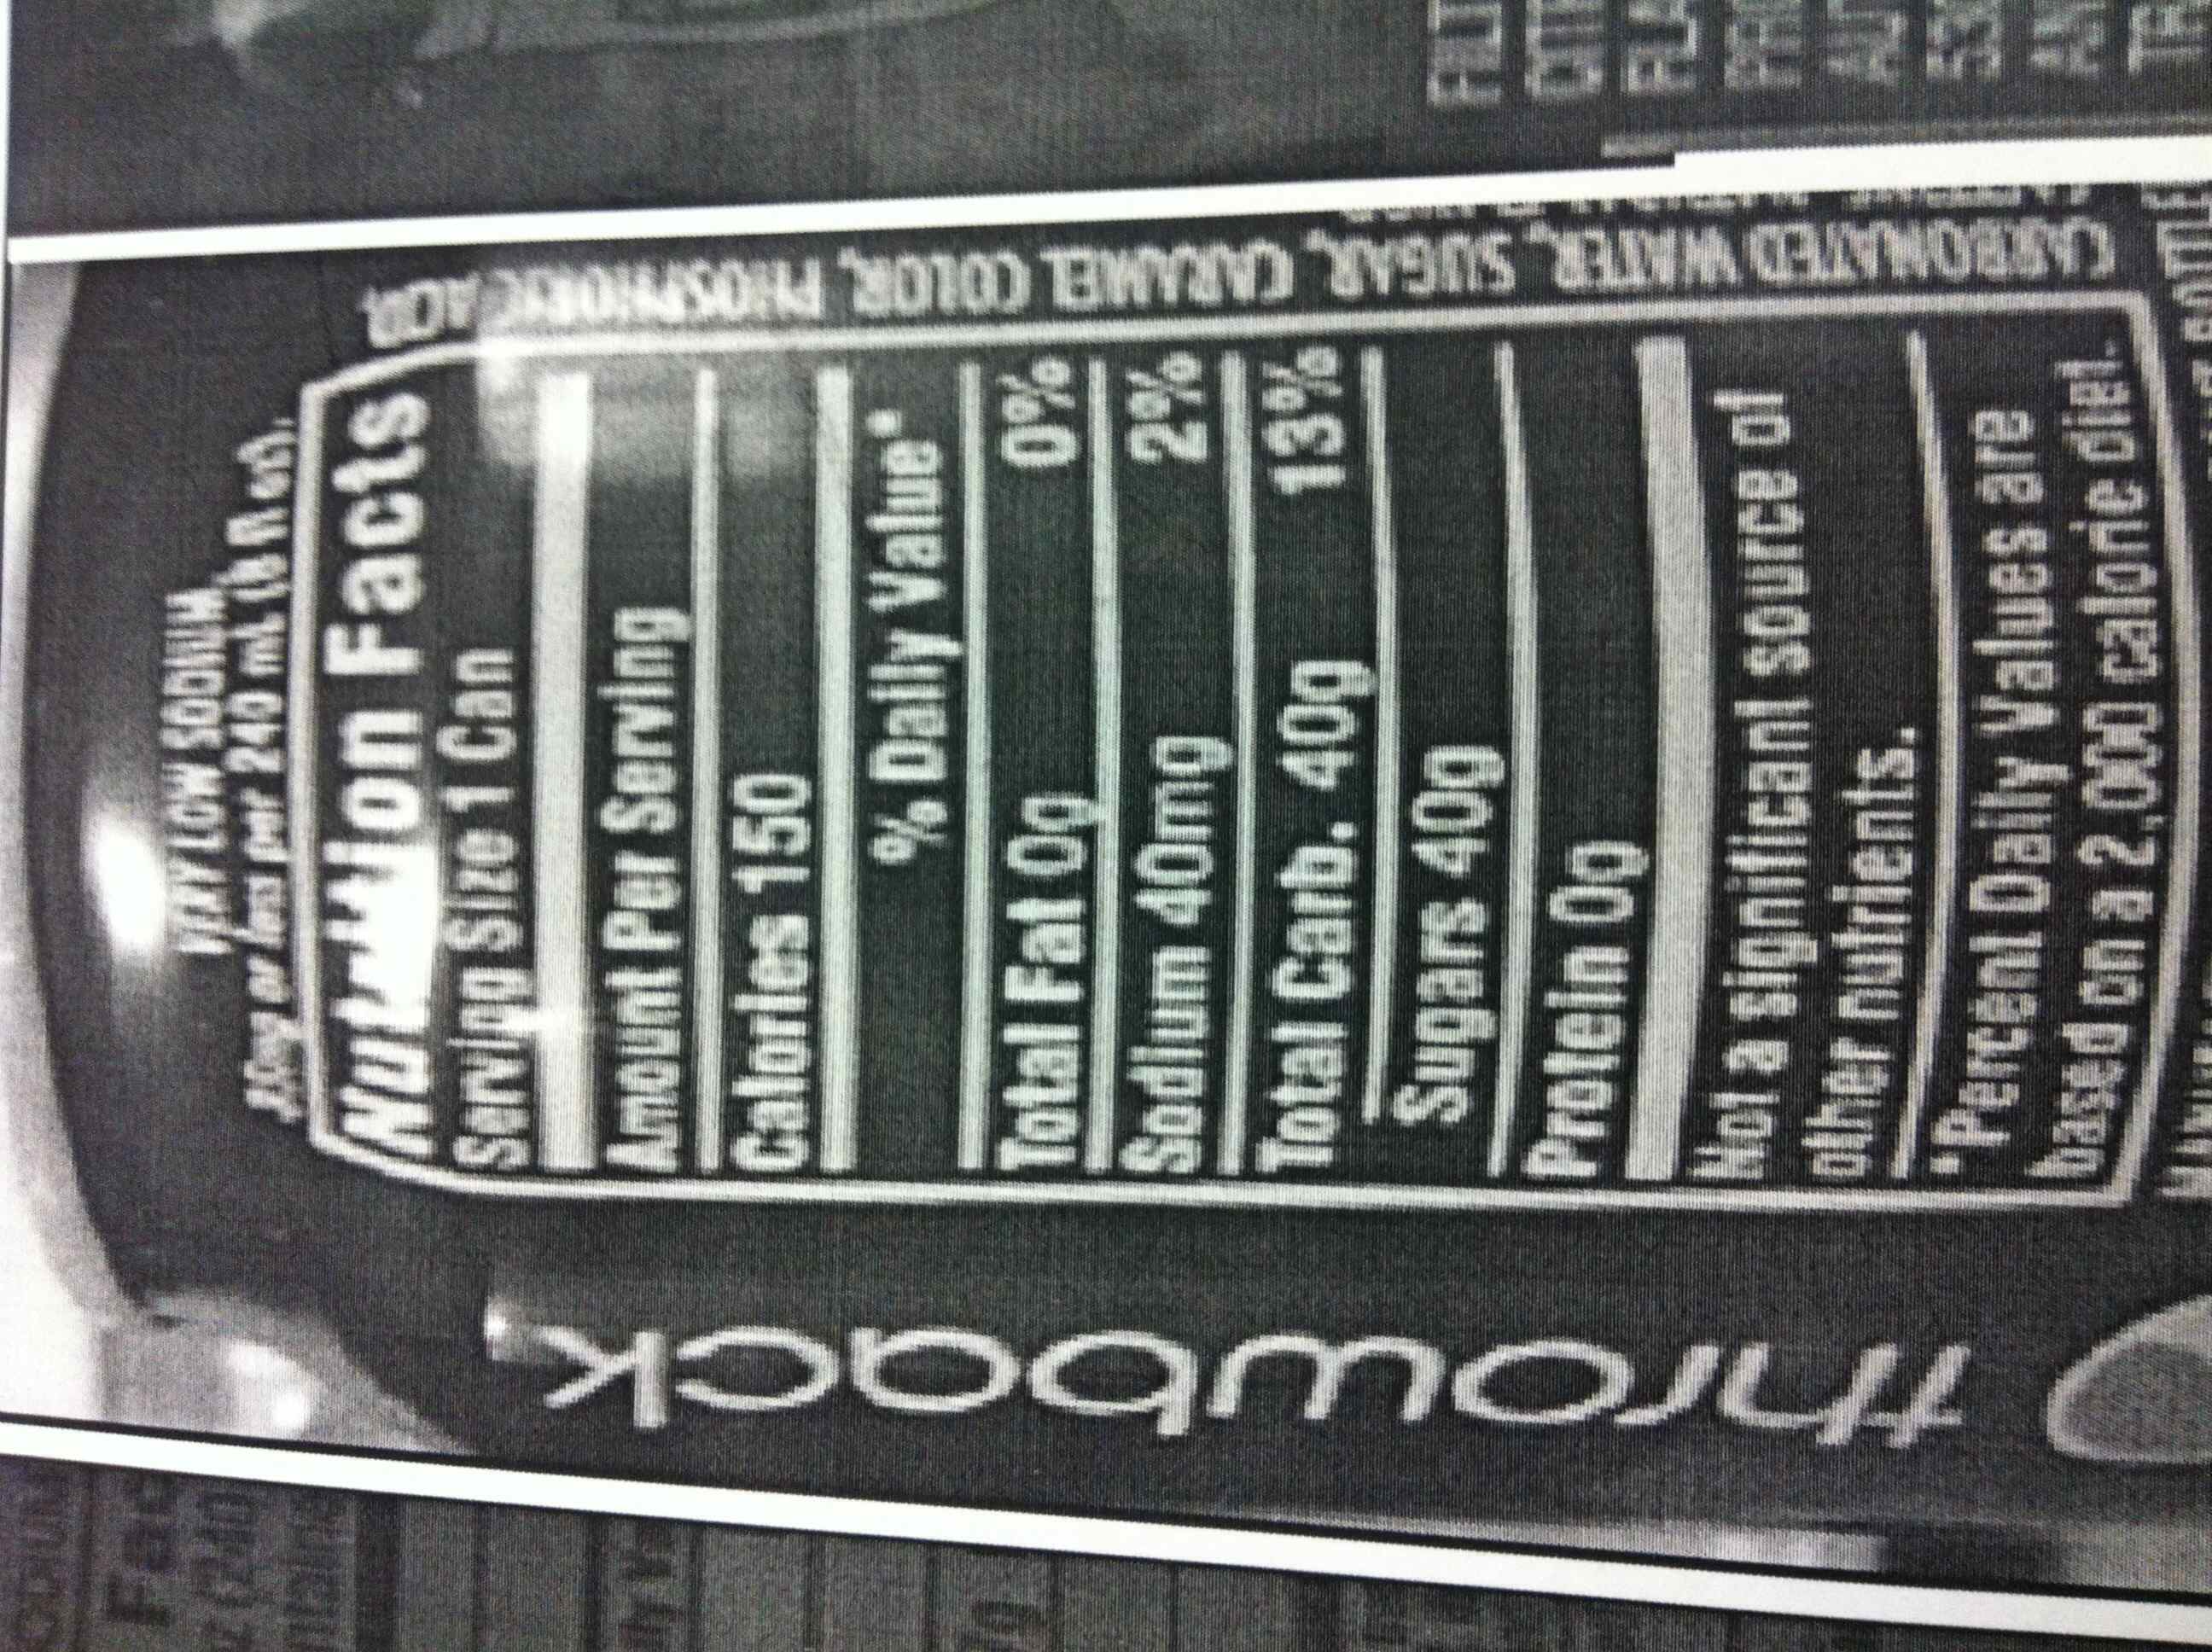 VERY LOW SODIUM,
35mg or less per 240 mL (8 fl oz).
Nutrition Facts
Serving Size 1 Can
Amount Per Serving
Calories 150
% Daily Value*
Total Fat 0g 0%
Sodium 40mg 2%
Total Carb. 40g 13%
Sugars 40g
Protein 0g
Not a significant source of
other nutrients.
*Percent Daily Values are
based on a 2,000 calorie diet.
throwback
CARBONATED WATER, SUGAR, CARAMEL COLOR, PHOSPHORIC ACID,